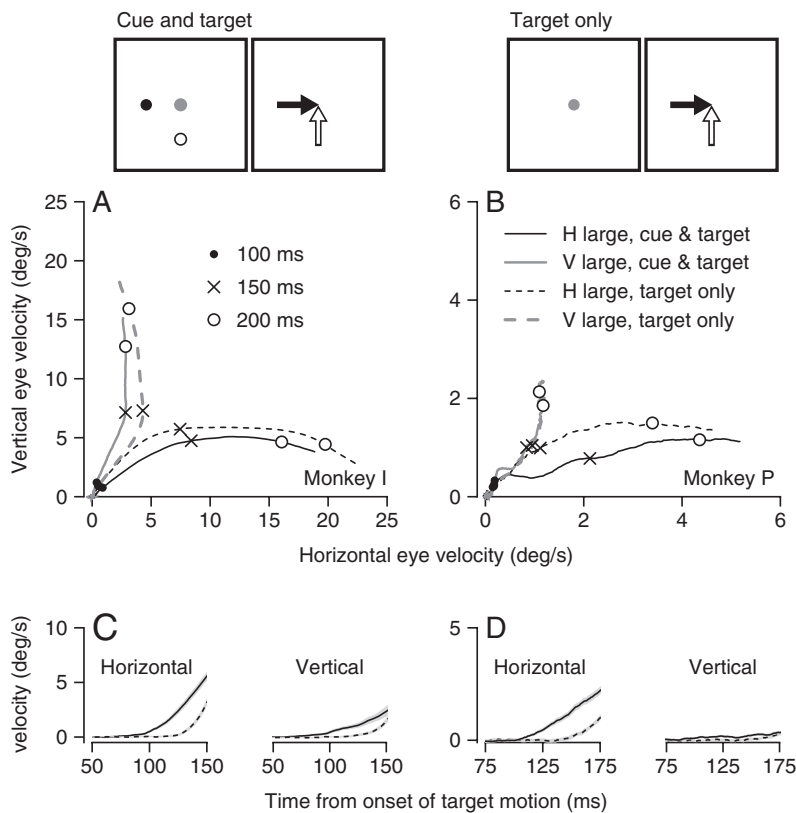 Cue and target
Target only
A
B
25
20
15
10
5
0
Vertical eye velocity (deg/s)
100 ms
150 ms
200 ms
Monkey I
0 5 10 15 20 25
6
4
2
0
H large, cue & target
V large, cue & target
H large, target only
V large, target only
Monkey P
0 2 4 6
Horizontal eye velocity (deg/s)
C
D
10
5
0
velocity (deg/s)
Horizontal
Vertical
50 100 150
50 100 150
5
0
Horizontal
Vertical
75 125 175
75 125 175
Time from onset of target motion (ms)